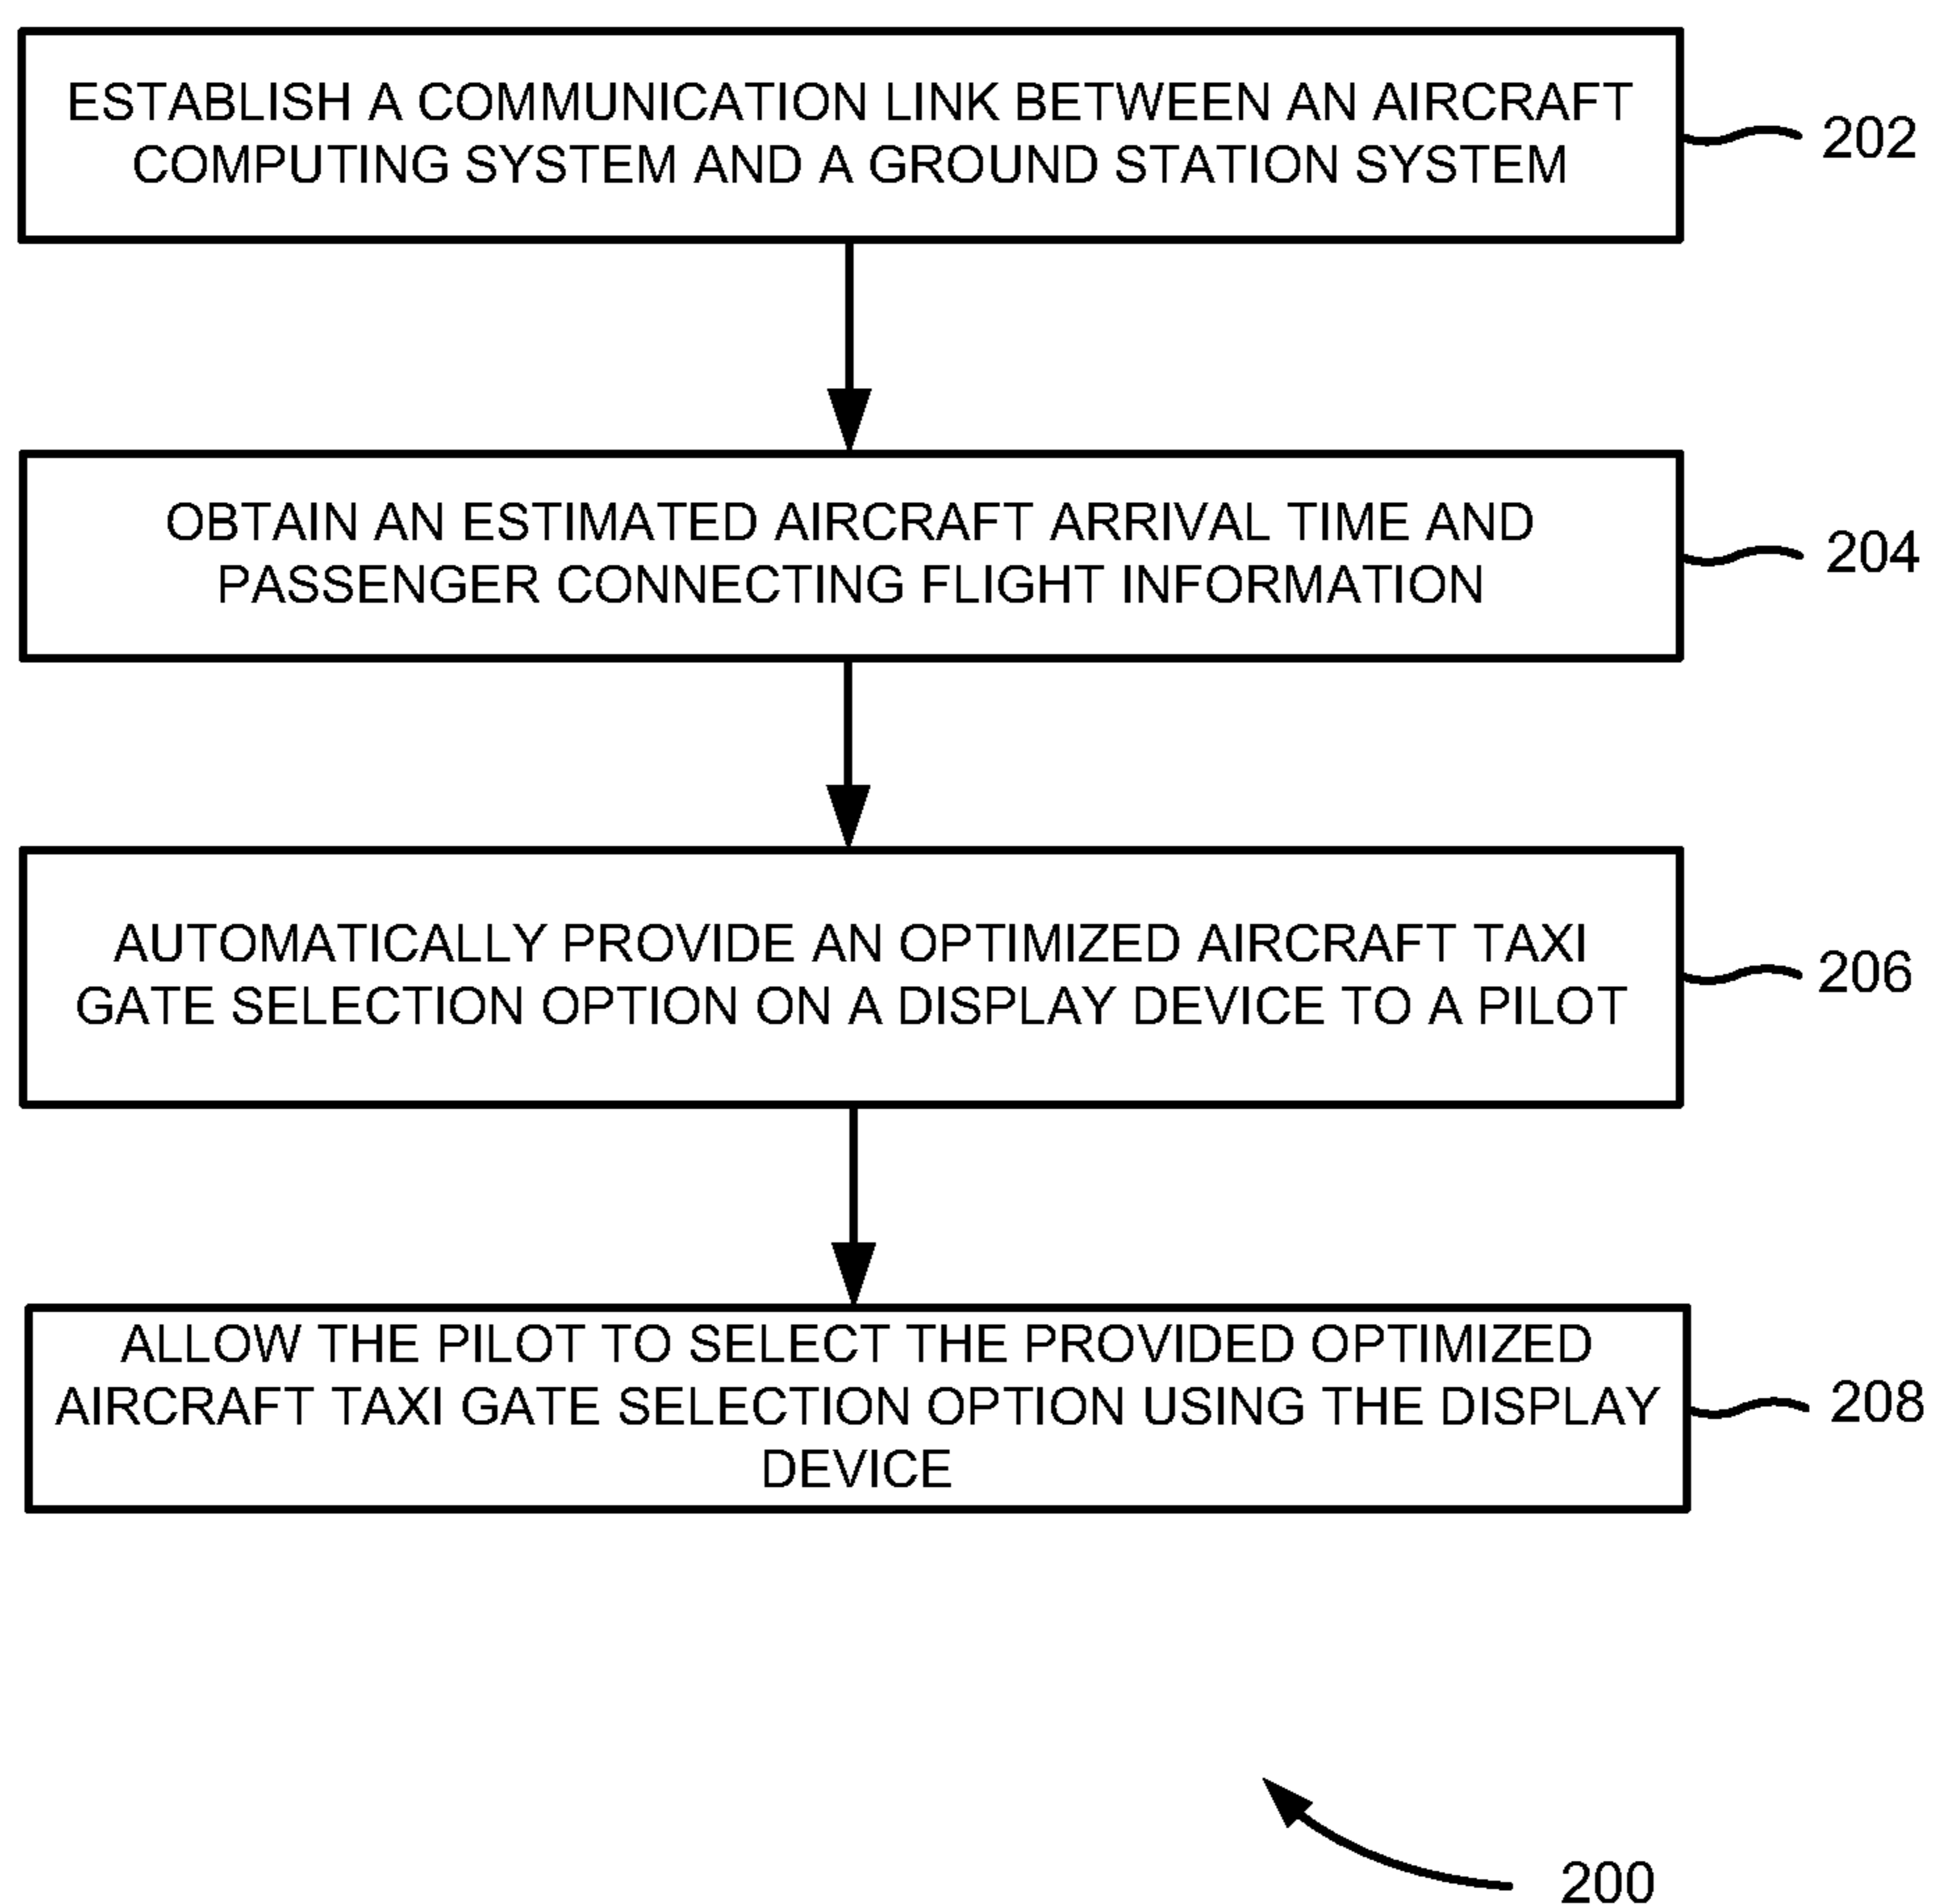 ESTABLISH A COMMUNICATION LINK BETWEEN AN AIRCRAFT
COMPUTING SYSTEM AND A GROUND STATION SYSTEM
202
OBTAIN AN ESTIMATED AIRCRAFT ARRIVAL TIME AND
PASSENGER CONNECTING FLIGHT INFORMATION
204
AUTOMATICALLY PROVIDE AN OPTIMIZED AIRCRAFT TAXI
GATE SELECTION OPTION ON A DISPLAY DEVICE TO A PILOT
206
ALLOW THE PILOT TO SELECT THE PROVIDED OPTIMIZED
AIRCRAFT TAXI GATE SELECTION OPTION USING THE DISPLAY
DEVICE
208
200